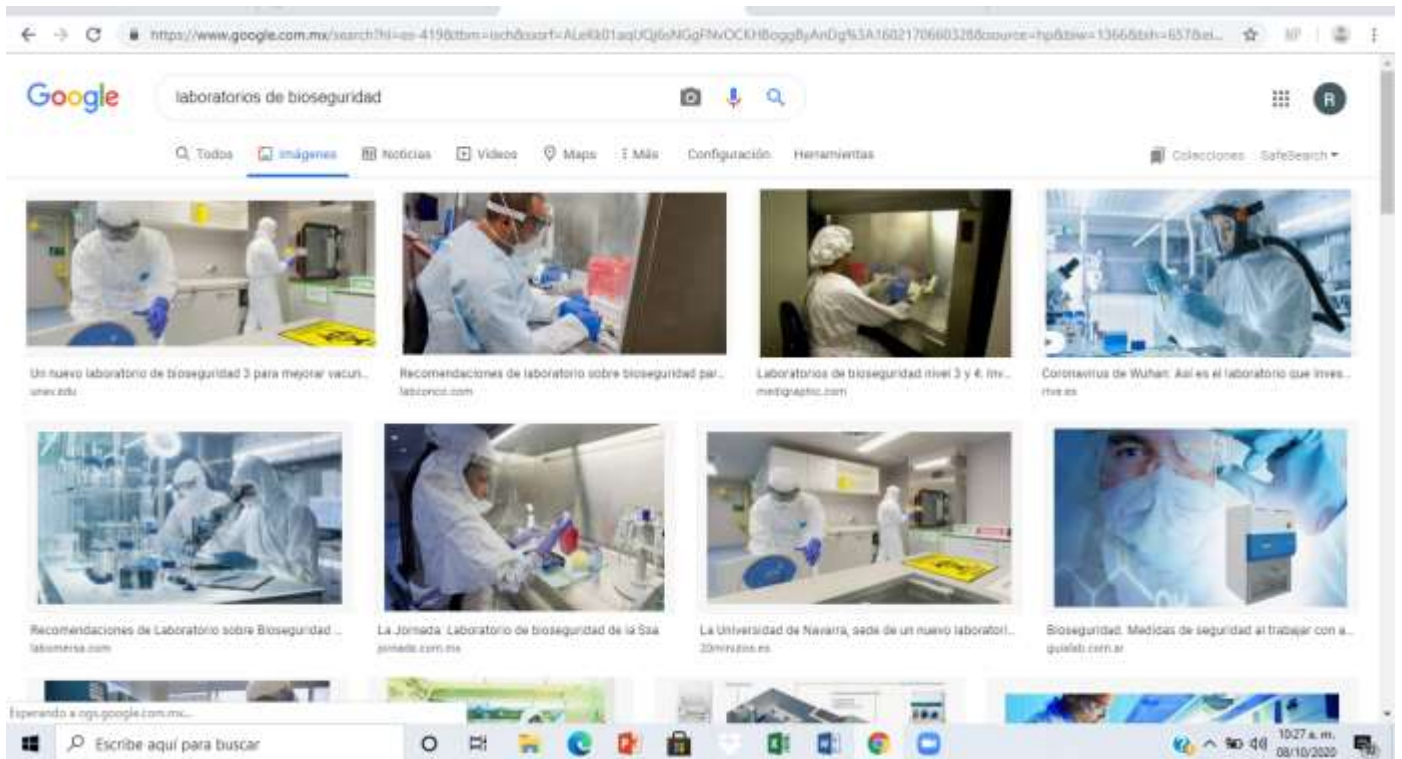 Google
laboratorios de bioseguridad
R
Todos Imágenes Noticias Videos Maps Más Configuración Herramientas
Colecciones SafeSearch
Un nuevo laboratorio de bioseguridad 3 para mejorar vacun...
unav.edu
Recomendaciones de laboratorio sobre bioseguridad par...
labconco.com
Laboratorios de bioseguridad nivel 3 y 4: Inv...
medigraphic.com
Coronavirus de Wuhan: Así es el laboratorio que inves...
rtve.es
Recomendaciones de Laboratorio sobre Bioseguridad ...
labomersa.com
La Jornada: Laboratorio de bioseguridad de la Ssa
jornada.com.mx
La Universidad de Navarra, sede de un nuevo laboratori...
20minutos.es
Bioseguridad. Medidas de seguridad al trabajar con a...
guialab.com.ar
Esperando a ogs.google.com.mx...
Escribe aquí para buscar
10:27 a. m.
08/10/2020